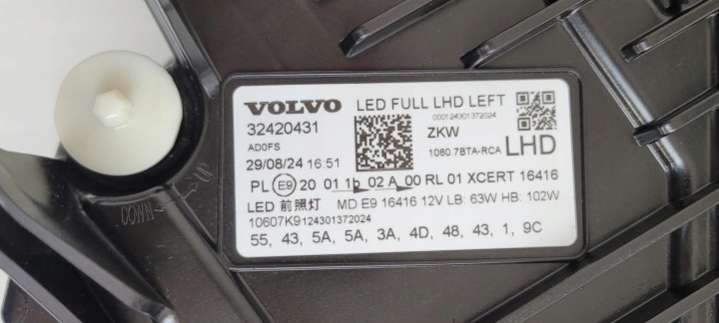 VOLVO LED FULL LHD LEFT
32420431 000124301372024
AD0FS ZKW
29/08/24 16:51 1080.7BTA-RCA LHD
PL E9 20 01 1b 02 A 00 RL 01 XCERT 16416
LED 前照灯 MD E9 16416 12V LB: 63W HB: 102W
10607K9124301372024
55, 43, 5A, 5A, 3A, 4D, 48, 43, 1, 9C